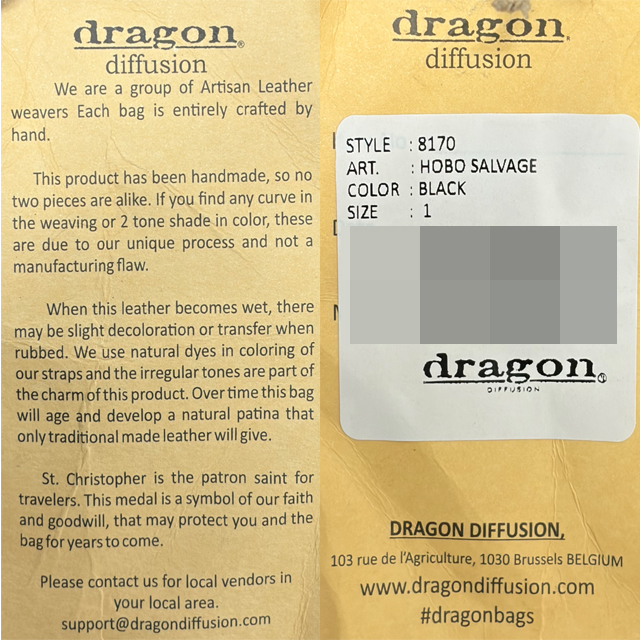 dragon®
diffusion
We are a group of Artisan Leather
weavers Each bag is entirely crafted by
hand.
This product has been handmade, so no
two pieces are alike. If you find any curve in
the weaving or 2 tone shade in color, these
are due to our unique process and not a
manufacturing flaw.
When this leather becomes wet, there
may be slight decoloration or transfer when
rubbed. We use natural dyes in coloring of
our straps and the irregular tones are part of
the charm of this product. Over time this bag
will age and develop a natural patina that
only traditional made leather will give.
St. Christopher is the patron saint for
travelers. This medal is a symbol of our faith
and goodwill, that may protect you and the
bag for years to come.
Please contact us for local vendors in
your local area.
support@dragondiffusion.com
dragon®
diffusion
STYLE : 8170
ART. : HOBO SALVAGE
COLOR : BLACK
SIZE : 1
dragon®
DIFFUSION
DRAGON DIFFUSION,
103 rue de l'Agriculture, 1030 Brussels BELGIUM
www.dragondiffusion.com
#dragonbags